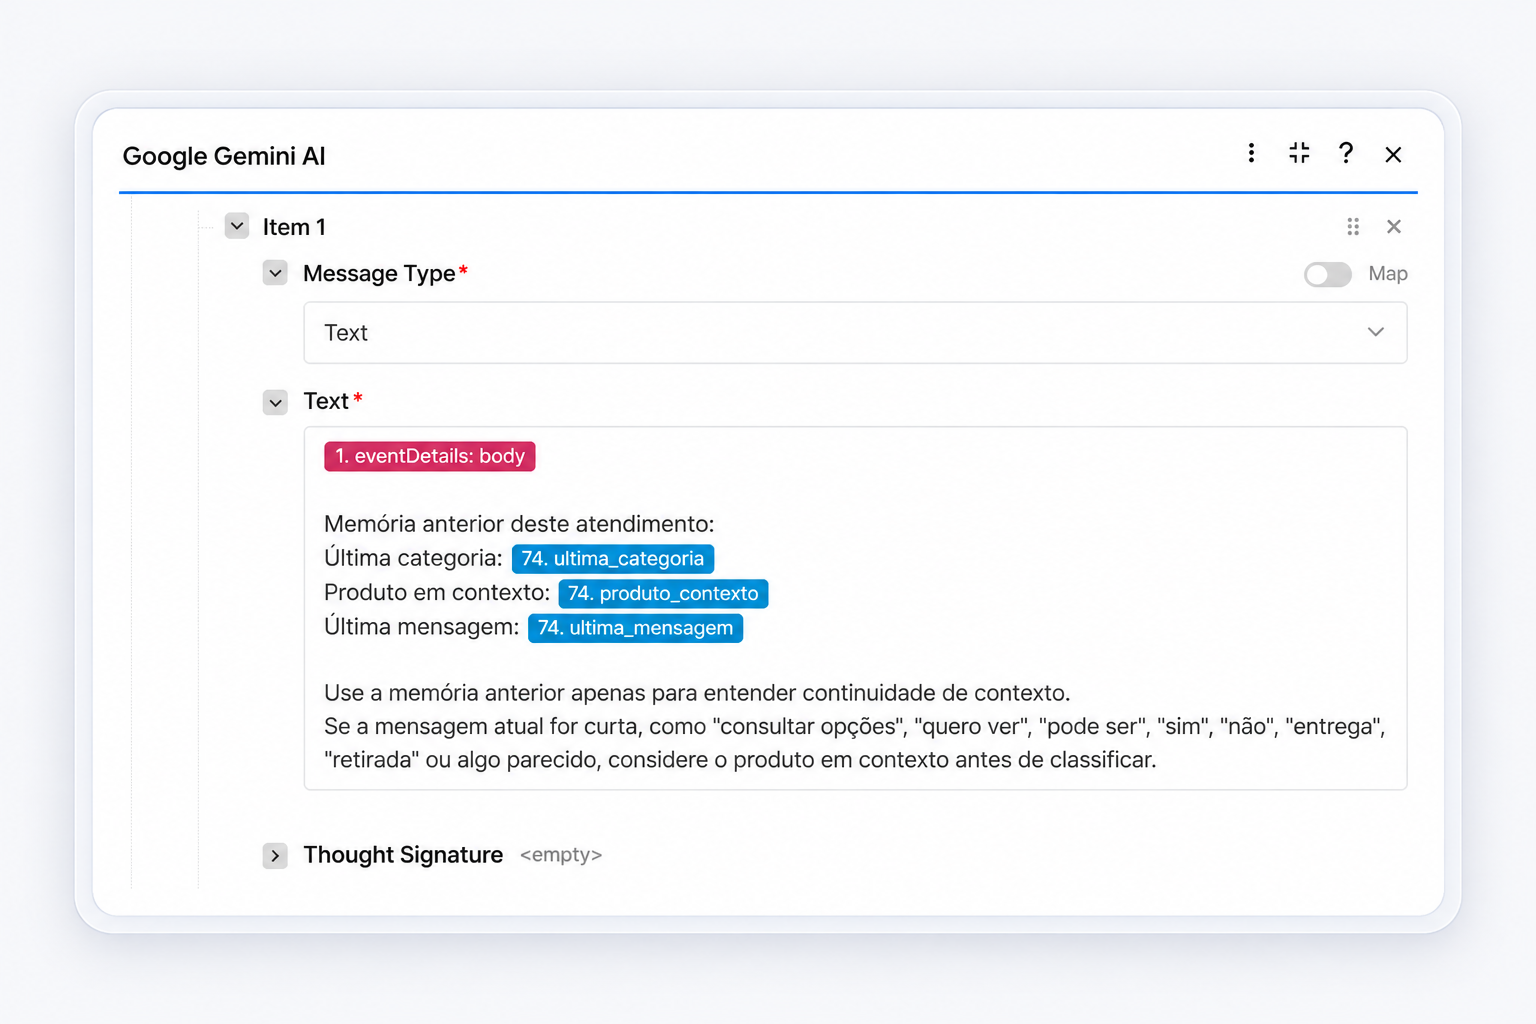 Google Gemini AI
Item 1
Message Type*
Map
Text
Text*
1. eventDetails: body
Memória anterior deste atendimento:
Última categoria: 74. ultima_categoria
Produto em contexto: 74. produto_contexto
Última mensagem: 74. ultima_mensagem
Use a memória anterior apenas para entender continuidade de contexto.
Se a mensagem atual for curta, como "consultar opções", "quero ver", "pode ser", "sim", "não", "entrega",
"retirada" ou algo parecido, considere o produto em contexto antes de classificar.
Thought Signature <empty>